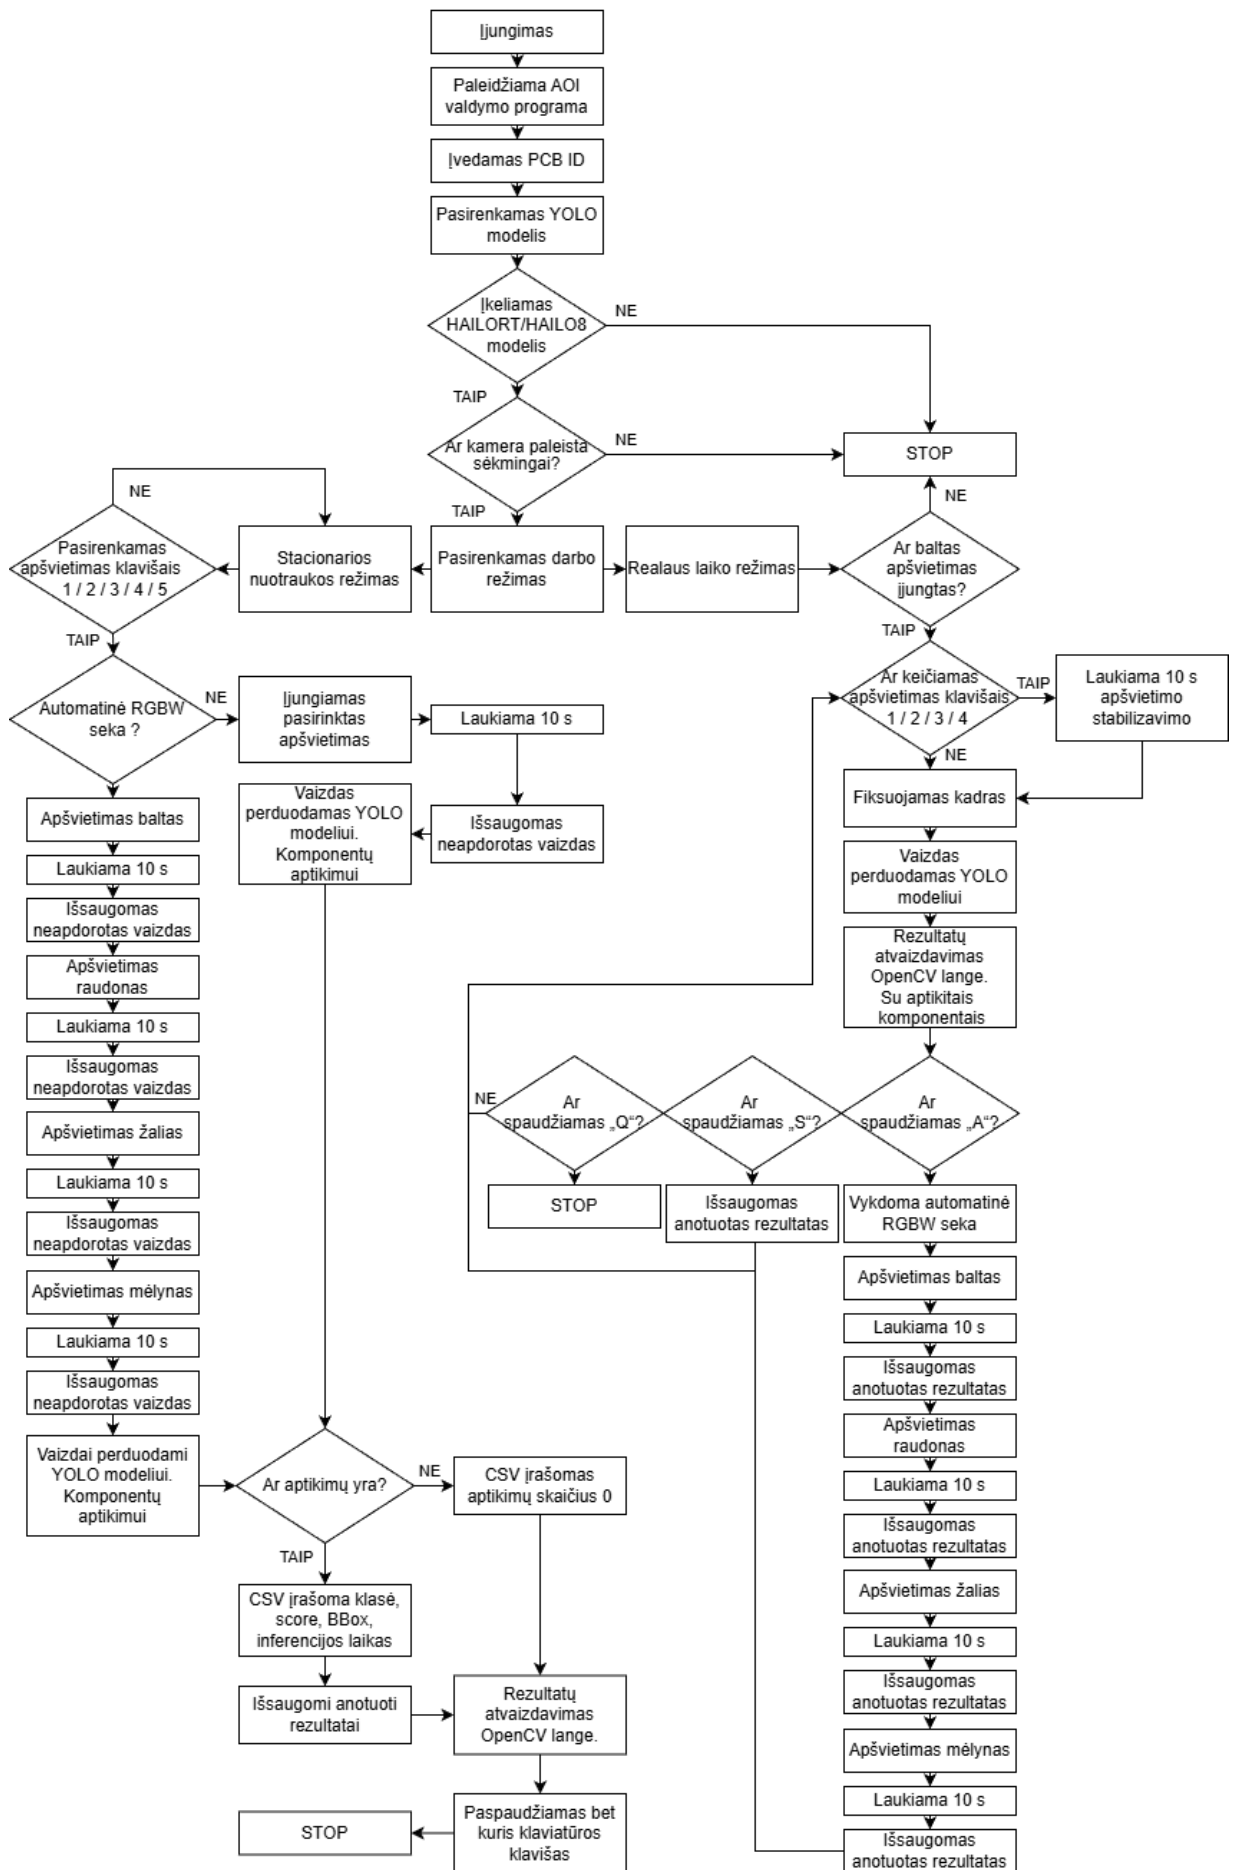 Įjungimas
Paleidžiama AOI
valdymo programa
Įvedamas PCB ID
Pasirenkamas YOLO
modelis
Įkeliamas
HAILORT/HAILO8
modelis
NE
TAIP
Ar kamera paleista
sėkmingai?
NE
STOP
TAIP
NE
NE
Pasirenkamas
apšvietimas klavišais
1 / 2 / 3 / 4 / 5
Stacionarios
nuotraukos režimas
Pasirenkamas darbo
režimas
Realaus laiko režimas
Ar baltas
apšvietimas
įjungtas?
TAIP
TAIP
Automatinė RGBW
seka ?
NE
Įjungiamas
pasirinktas
apšvietimas
Laukiama 10 s
Ar keičiamas
apšvietimas klavišais
1 / 2 / 3 / 4
TAIP
Laukiama 10 s
apšvietimo
stabilizavimo
NE
Vaizdas
perduodamas YOLO
modeliui.
Komponentų
aptikimui
Išsaugomas
neapdorotas vaizdas
Fiksuojamas kadras
Vaizdas
perduodamas YOLO
modeliui
Rezultatų
atvaizdavimas
OpenCV lange.
Su aptikitais
komponentais
Apšvietimas baltas
Laukiama 10 s
Išsaugomas
neapdorotas vaizdas
Apšvietimas
raudonas
Laukiama 10 s
Išsaugomas
neapdorotas vaizdas
Apšvietimas žalias
Laukiama 10 s
Išsaugomas
neapdorotas vaizdas
Apšvietimas mėlynas
Laukiama 10 s
Išsaugomas
neapdorotas vaizdas
Vaizdai perduodami
YOLO modeliui.
Komponentų
aptikimui
NE
Ar
spaudžiamas „Q“?
Ar
spaudžiamas „S“?
Ar
spaudžiamas „A“?
STOP
Išsaugomas
anotuotas rezultatas
Vykdoma automatinė
RGBW seka
Apšvietimas baltas
Laukiama 10 s
Išsaugomas
anotuotas rezultatas
Apšvietimas
raudonas
Laukiama 10 s
Išsaugomas
anotuotas rezultatas
Apšvietimas žalias
Laukiama 10 s
Išsaugomas
anotuotas rezultatas
Apšvietimas mėlynas
Laukiama 10 s
Išsaugomas
anotuotas rezultatas
Ar aptikimų yra?
NE
CSV įrašomas
aptikimų skaičius 0
TAIP
CSV įrašoma klasė,
score, BBox,
inferencijos laikas
Išsaugomi anotuoti
rezultatai
Rezultatų
atvaizdavimas
OpenCV lange.
Paspaudžiamas bet
kuris klaviatūros
klavišas
STOP